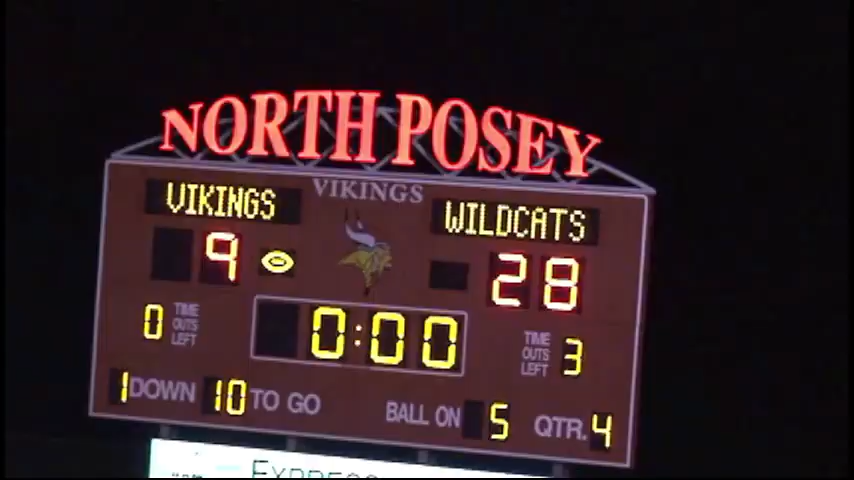 NORTH POSEY
VIKINGS
VIKINGS WILDCATS
9 28
0 TIME OUTS LEFT 0:00 TIME OUTS LEFT 3
1 DOWN 10 TO GO BALL ON 5 QTR. 4